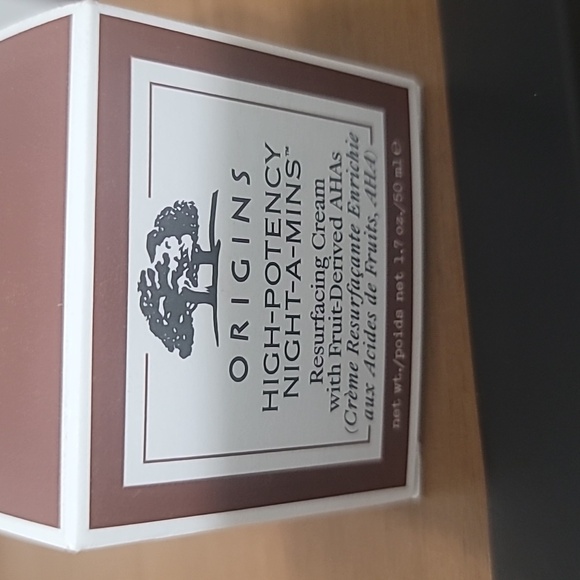 ORIGINS
HIGH-POTENCY
NIGHT-A-MINS™
Resurfacing Cream
with Fruit-Derived AHAs
(Crème Resurfaçante Enrichie
aux Acides de Fruits, AHA)
net wt./poids net 1.7 oz./50 ml ℮